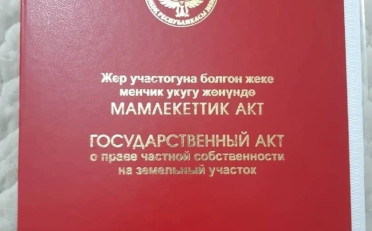 Жер участогуна болгон жеке
менчик укугу жөнүндө
МАМЛЕКЕТТИК АКТ
ГОСУДАРСТВЕННЫЙ АКТ
о праве частной собственности
на земельный участок